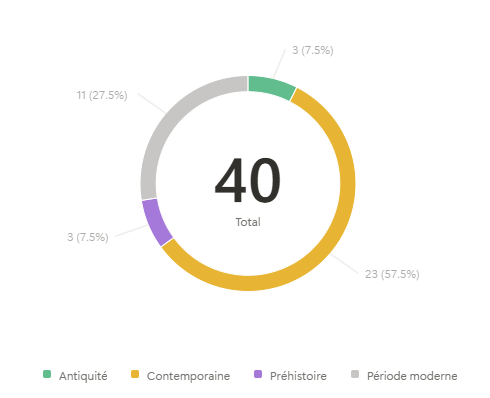 3 (7.5%)
11 (27.5%)
40
Total
3 (7.5%)
23 (57.5%)
Antiquité
Contemporaine
Préhistoire
Période moderne